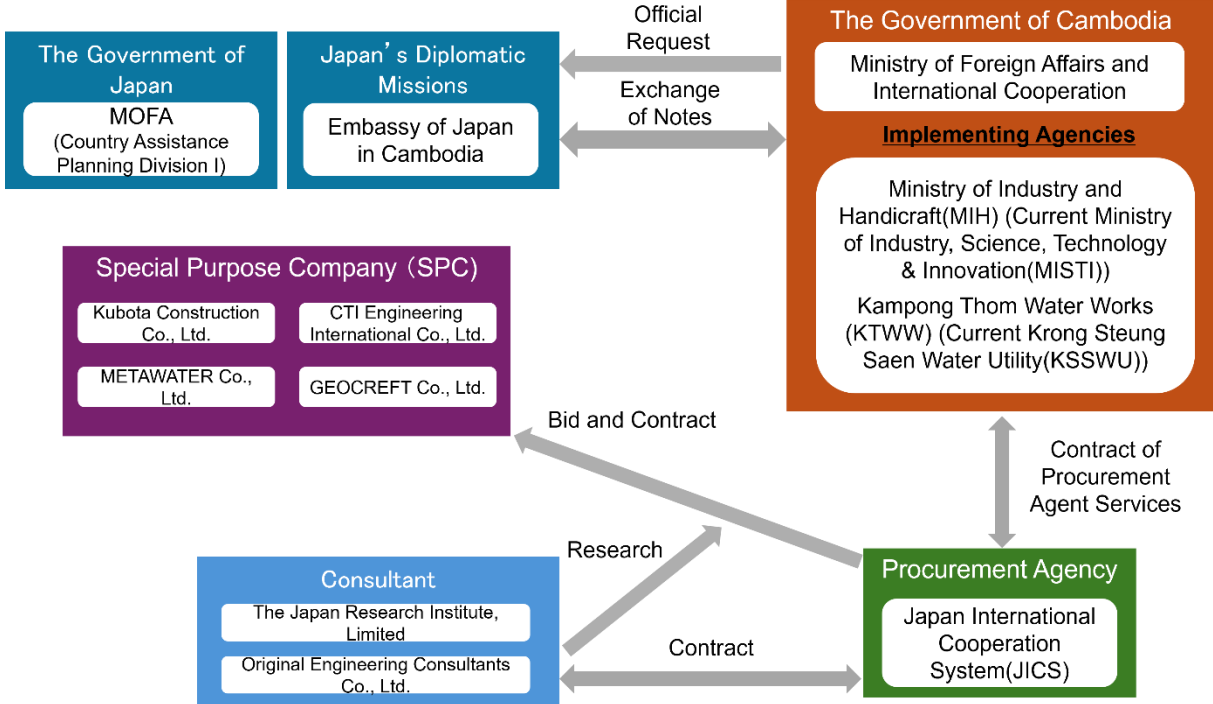 The Government of
Japan
MOFA
(Country Assistance
Planning Division Ⅰ)
Japan’s Diplomatic
Missions
Embassy of Japan
in Cambodia
Official
Request
Exchange
of Notes
The Government of Cambodia
Ministry of Foreign Affairs and
International Cooperation
Implementing Agencies
Ministry of Industry and
Handicraft(MIH) (Current Ministry
of Industry, Science, Technology
& Innovation(MISTI))
Kampong Thom Water Works
(KTWW) (Current Krong Steung
Saen Water Utility(KSSWU))
Special Purpose Company（SPC)
Kubota Construction
Co., Ltd.
CTI Engineering
International Co., Ltd.
METAWATER Co.,
Ltd.
GEOCREFT Co., Ltd.
Bid and Contract
Contract of
Procurement
Agent Services
Research
Consultant
The Japan Research Institute,
Limited
Original Engineering Consultants
Co., Ltd.
Contract
Procurement Agency
Japan International
Cooperation
System(JICS)